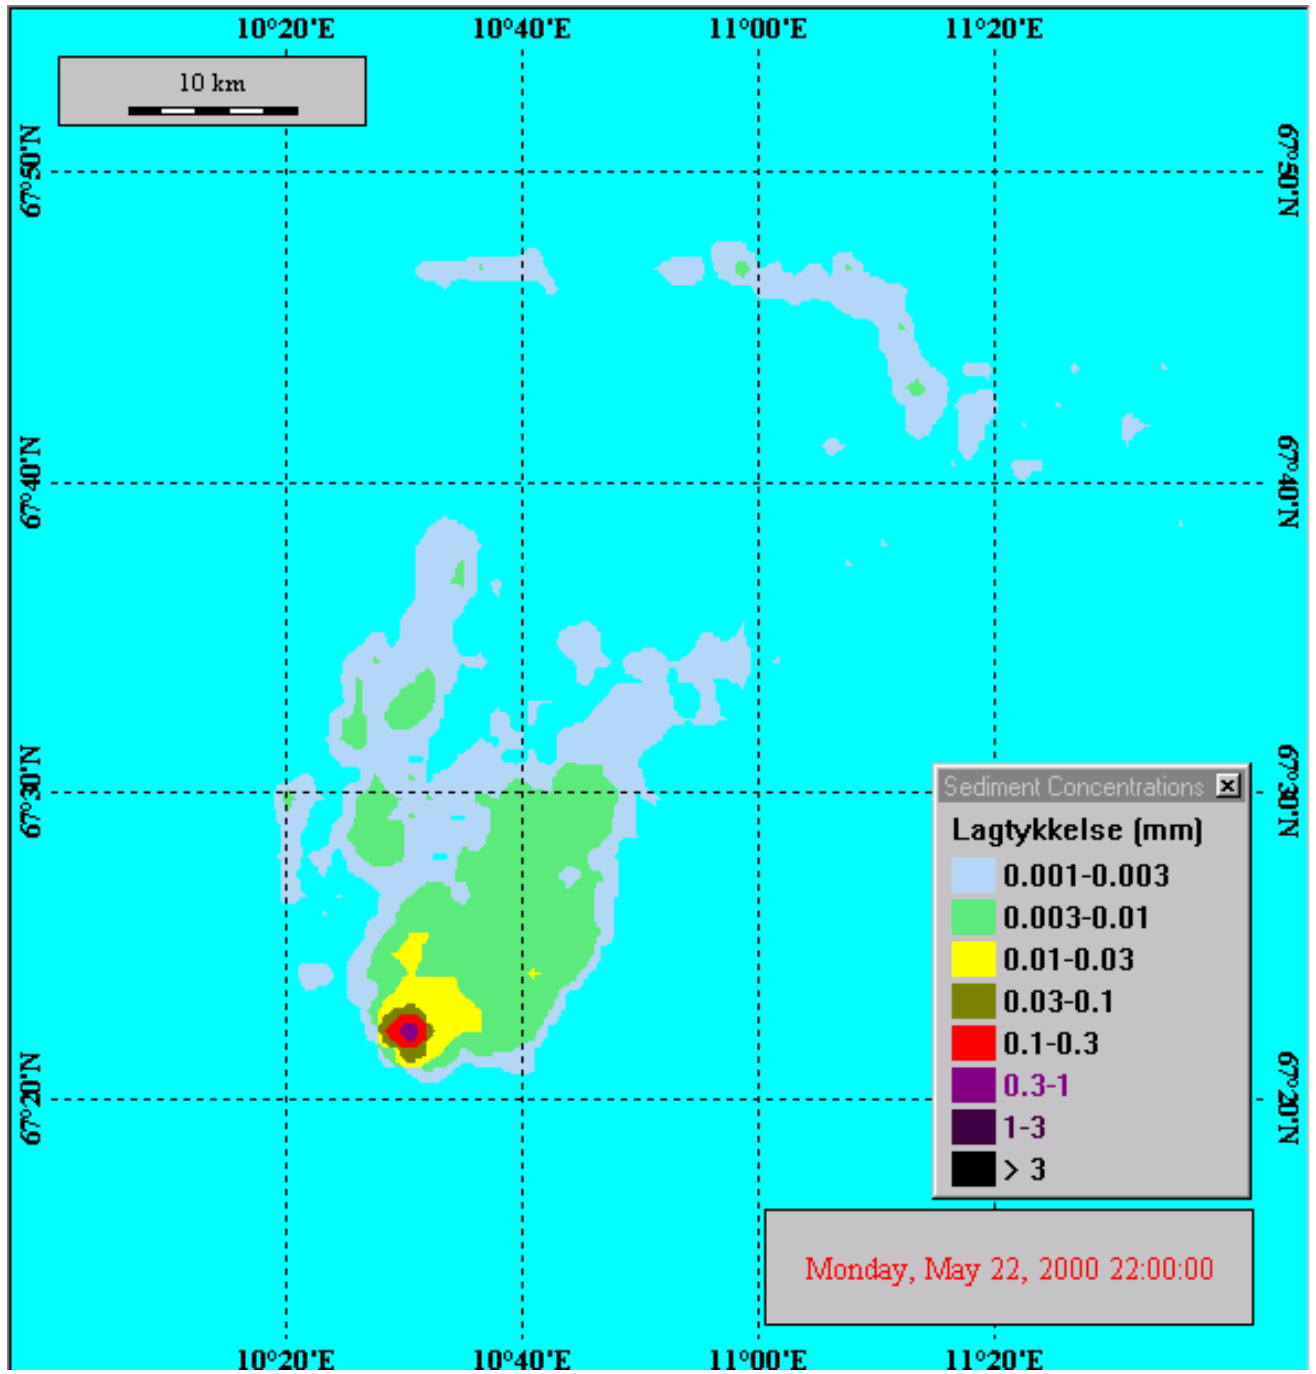 10°20'E 10°40'E 11°00'E 11°20'E
10 km
67°50'N 67°50'N
67°40'N 67°40'N
67°30'N 67°30'N
Sediment Concentrations
Lagtykkelse (mm)
0.001-0.003
0.003-0.01
0.01-0.03
0.03-0.1
0.1-0.3
0.3-1
1-3
> 3
67°20'N 67°20'N
Monday, May 22, 2000 22:00:00
10°20'E 10°40'E 11°00'E 11°20'E